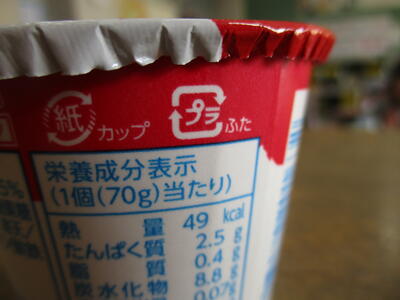 紙 カップ プラ ふた
栄養成分表示
(1個(70g)当たり)
熱量 49 kcal
たんぱく質 2.5 g
脂質 0.4 g
炭水化物 8.8 g
0.07g